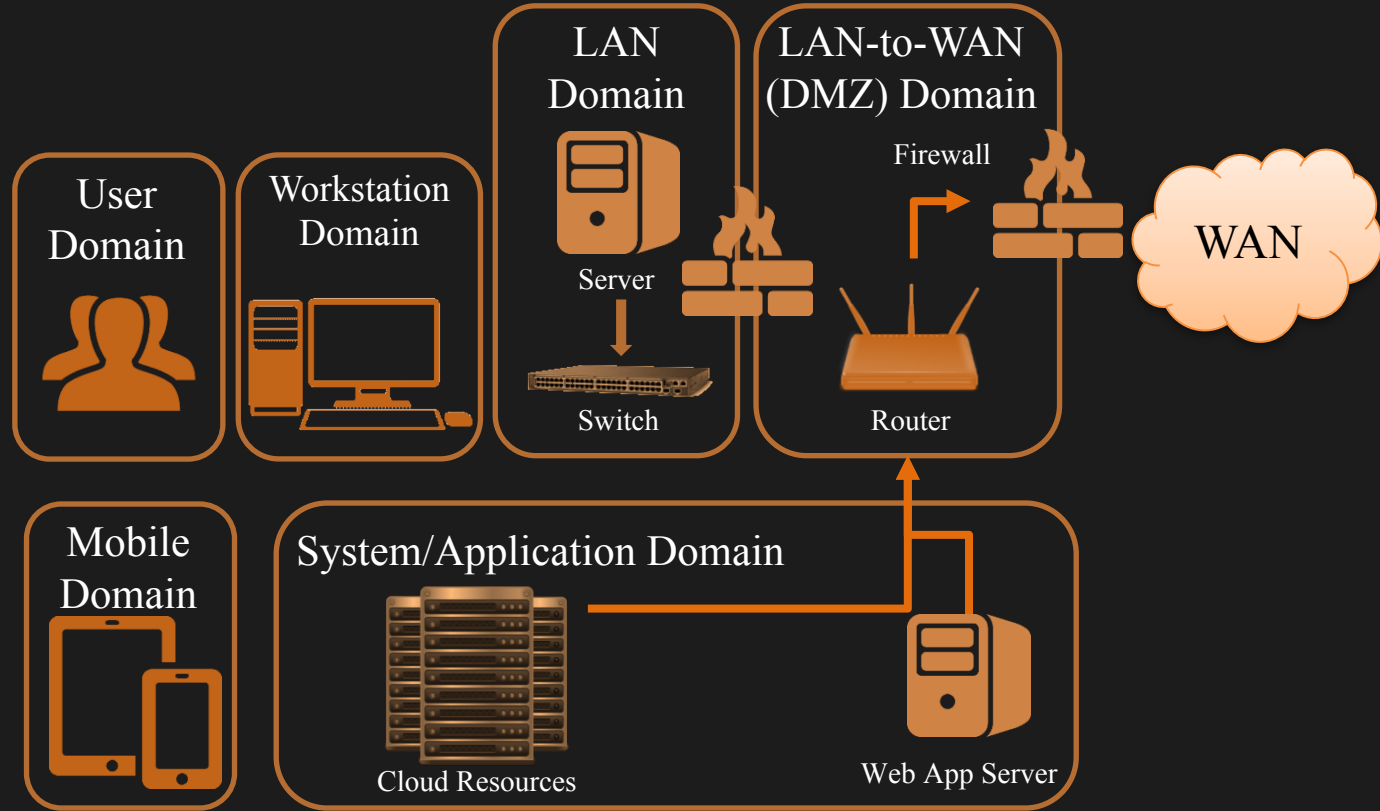 User
Domain
Workstation
Domain
LAN
Domain
Server
Switch
LAN-to-WAN
(DMZ) Domain
Firewall
Router
WAN
Mobile
Domain
System/Application Domain
Cloud Resources
Web App Server